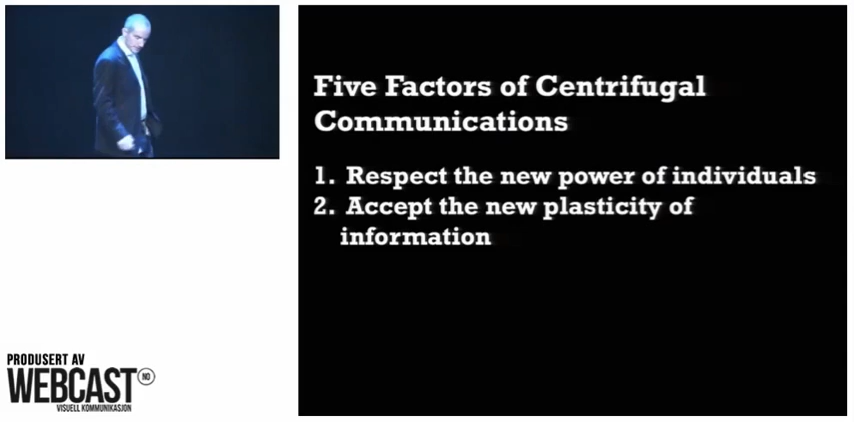 Five Factors of Centrifugal
Communications
1. Respect the new power of individuals
2. Accept the new plasticity of
information
PRODUSERT AV
WEBCAST NO
VISUELL KOMMUNIKASJON